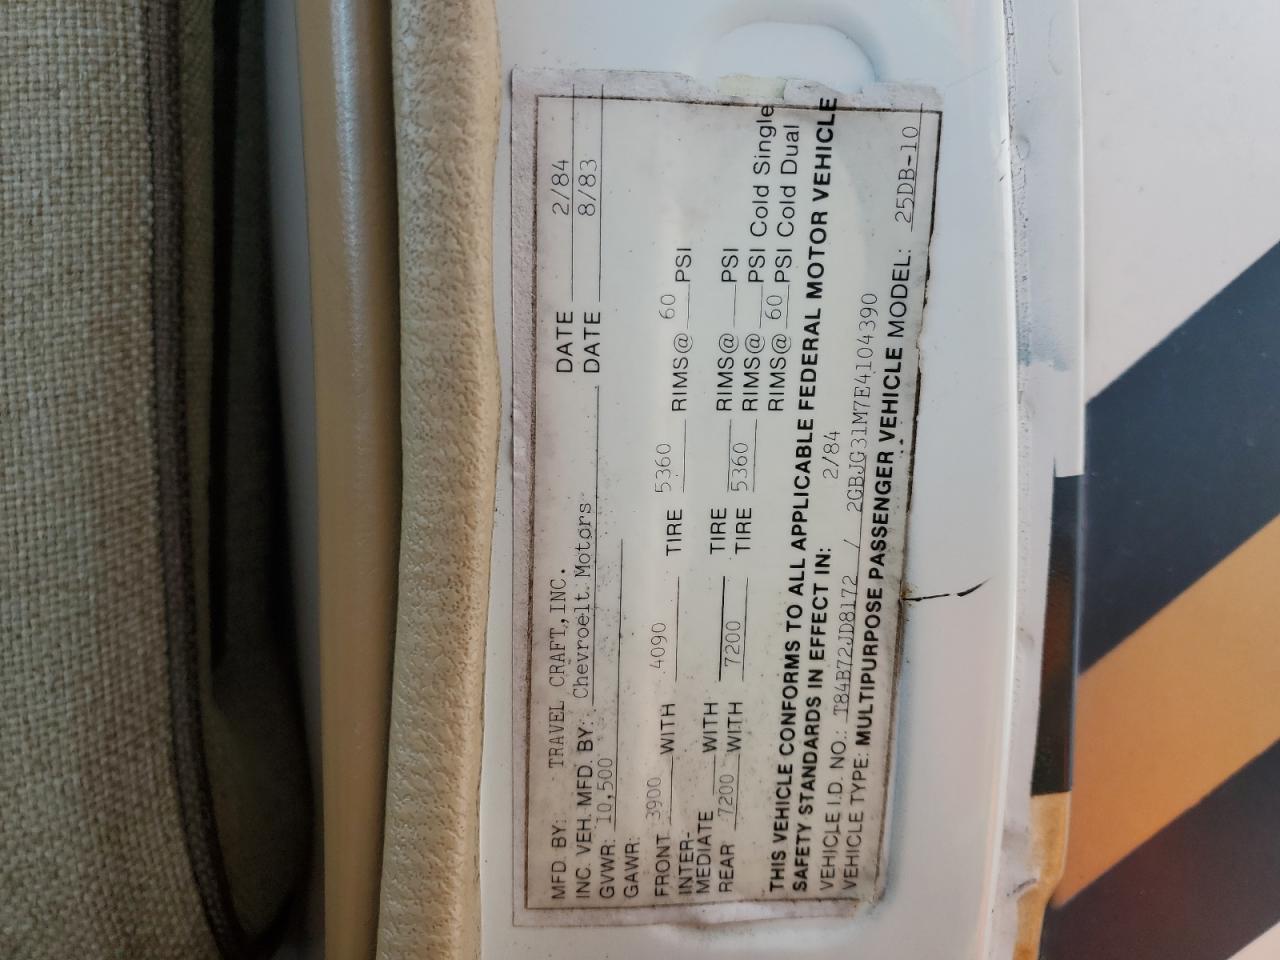 MFD BY: TRAVEL CRAFT,INC. DATE 2/84
INC. VEH. MFD. BY: Chevroelt Motors DATE 8/83
GVWR: 10,500
GAWR:
FRONT 3900 WITH 4090 TIRE 5360 RIMS@ 60 PSI
INTER-
MEDIATE WITH TIRE RIMS@ PSI
REAR 7200 WITH 7200 TIRE 5360 RIMS@ PSI Cold Single
RIMS@ 60 PSI Cold Dual
THIS VEHICLE CONFORMS TO ALL APPLICABLE FEDERAL MOTOR VEHICLE
SAFETY STANDARDS IN EFFECT IN: 2/84
VEHICLE I.D. NO.: T84B72JD8172 / 2GBJG31M7E4104390
VEHICLE TYPE: MULTIPURPOSE PASSENGER VEHICLE MODEL: 25DB-10